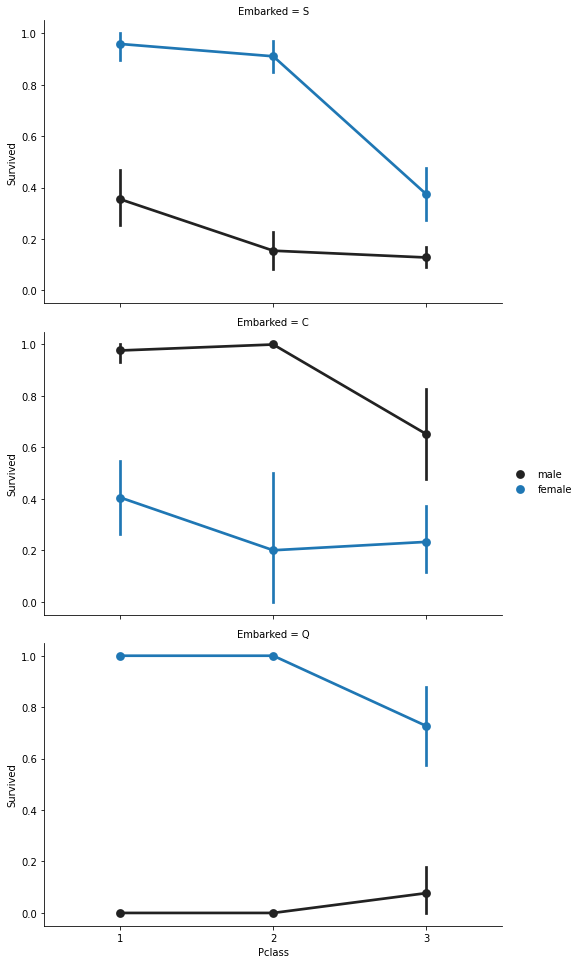 Embarked = S
1.0
0.8
0.6
0.4
0.2
0.0
Survived
Embarked = C
1.0
0.8
0.6
0.4
0.2
0.0
Survived
male
female
Embarked = Q
1.0
0.8
0.6
0.4
0.2
0.0
Survived
1 2 3
Pclass